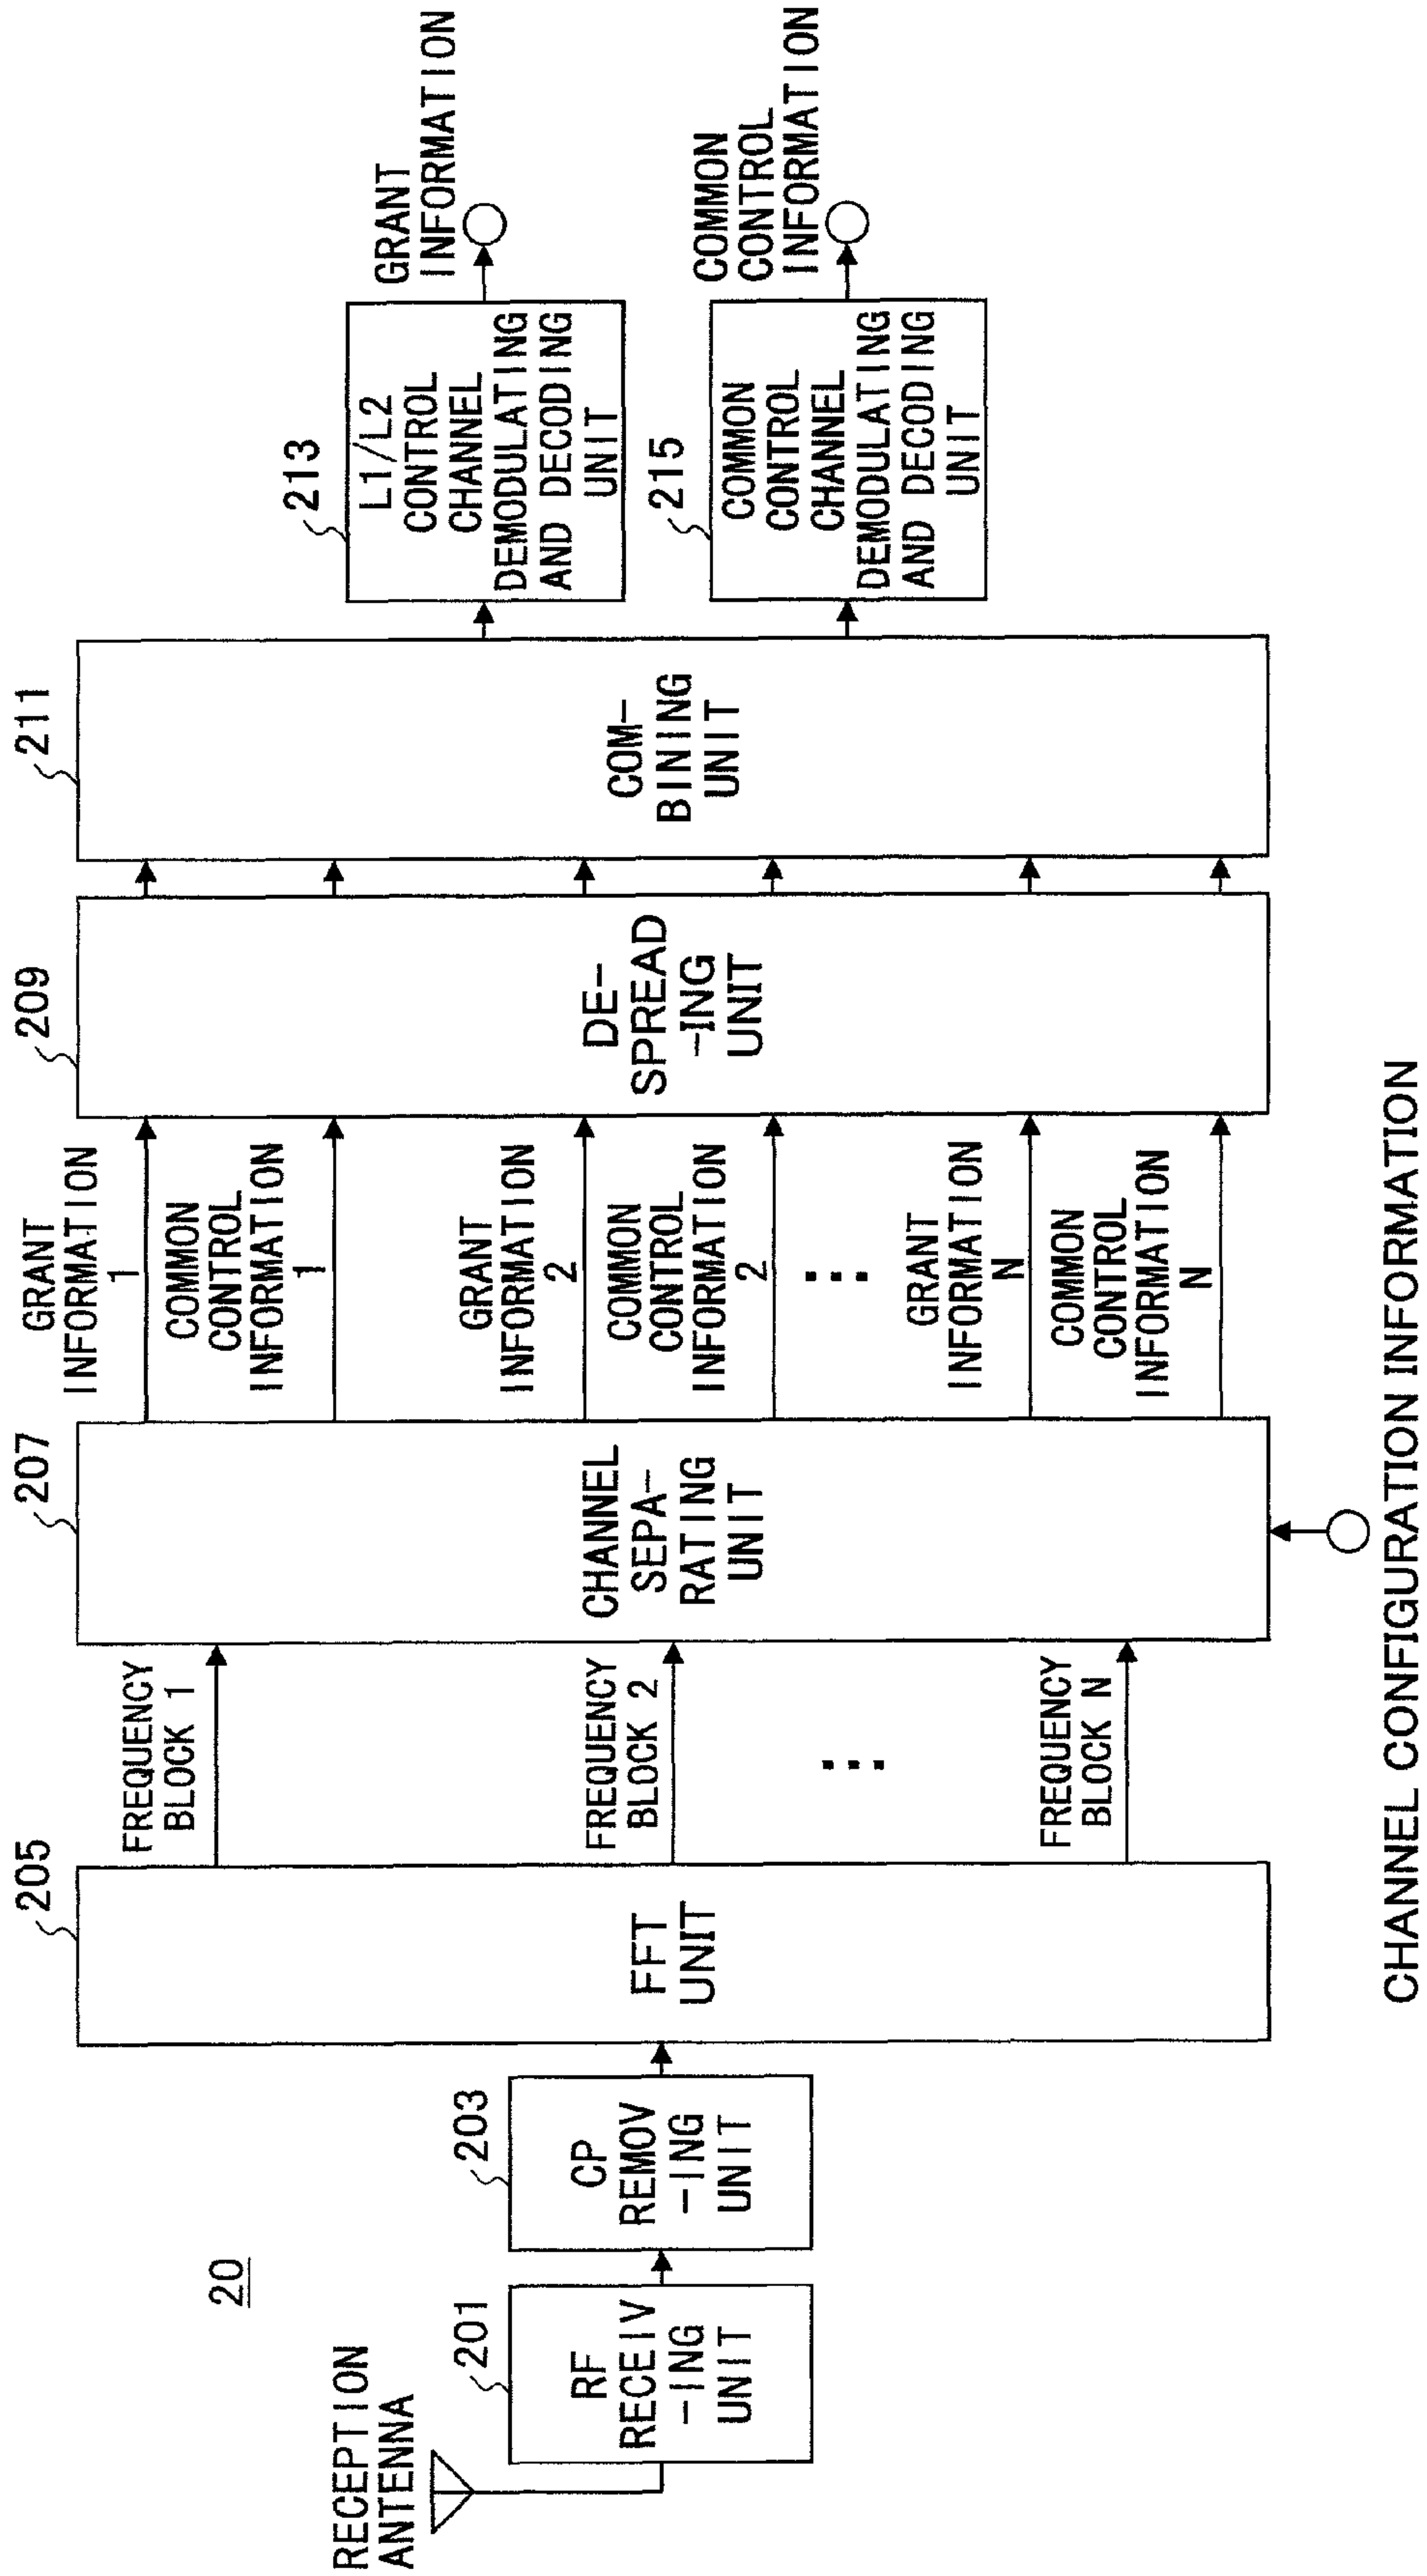 20
RECEPTION
ANTENNA
201
RF
RECEIV
-ING
UNIT
203
CP
REMOV
-ING
UNIT
205
FFT
UNIT
FREQUENCY
BLOCK 1
FREQUENCY
BLOCK 2
...
FREQUENCY
BLOCK N
207
CHANNEL
SEPA-
RATING
UNIT
CHANNEL CONFIGURATION INFORMATION
GRANT
INFORMATION
1
COMMON
CONTROL
INFORMATION
1
GRANT
INFORMATION
2
COMMON
CONTROL
INFORMATION
2
...
GRANT
INFORMATION
N
COMMON
CONTROL
INFORMATION
N
209
DE-
SPREAD
-ING
UNIT
211
COM-
BINING
UNIT
213
L1/L2
CONTROL
CHANNEL
DEMODULATING
AND DECODING
UNIT
GRANT
INFORMATION
215
COMMON
CONTROL
CHANNEL
DEMODULATING
AND DECODING
UNIT
COMMON
CONTROL
INFORMATION